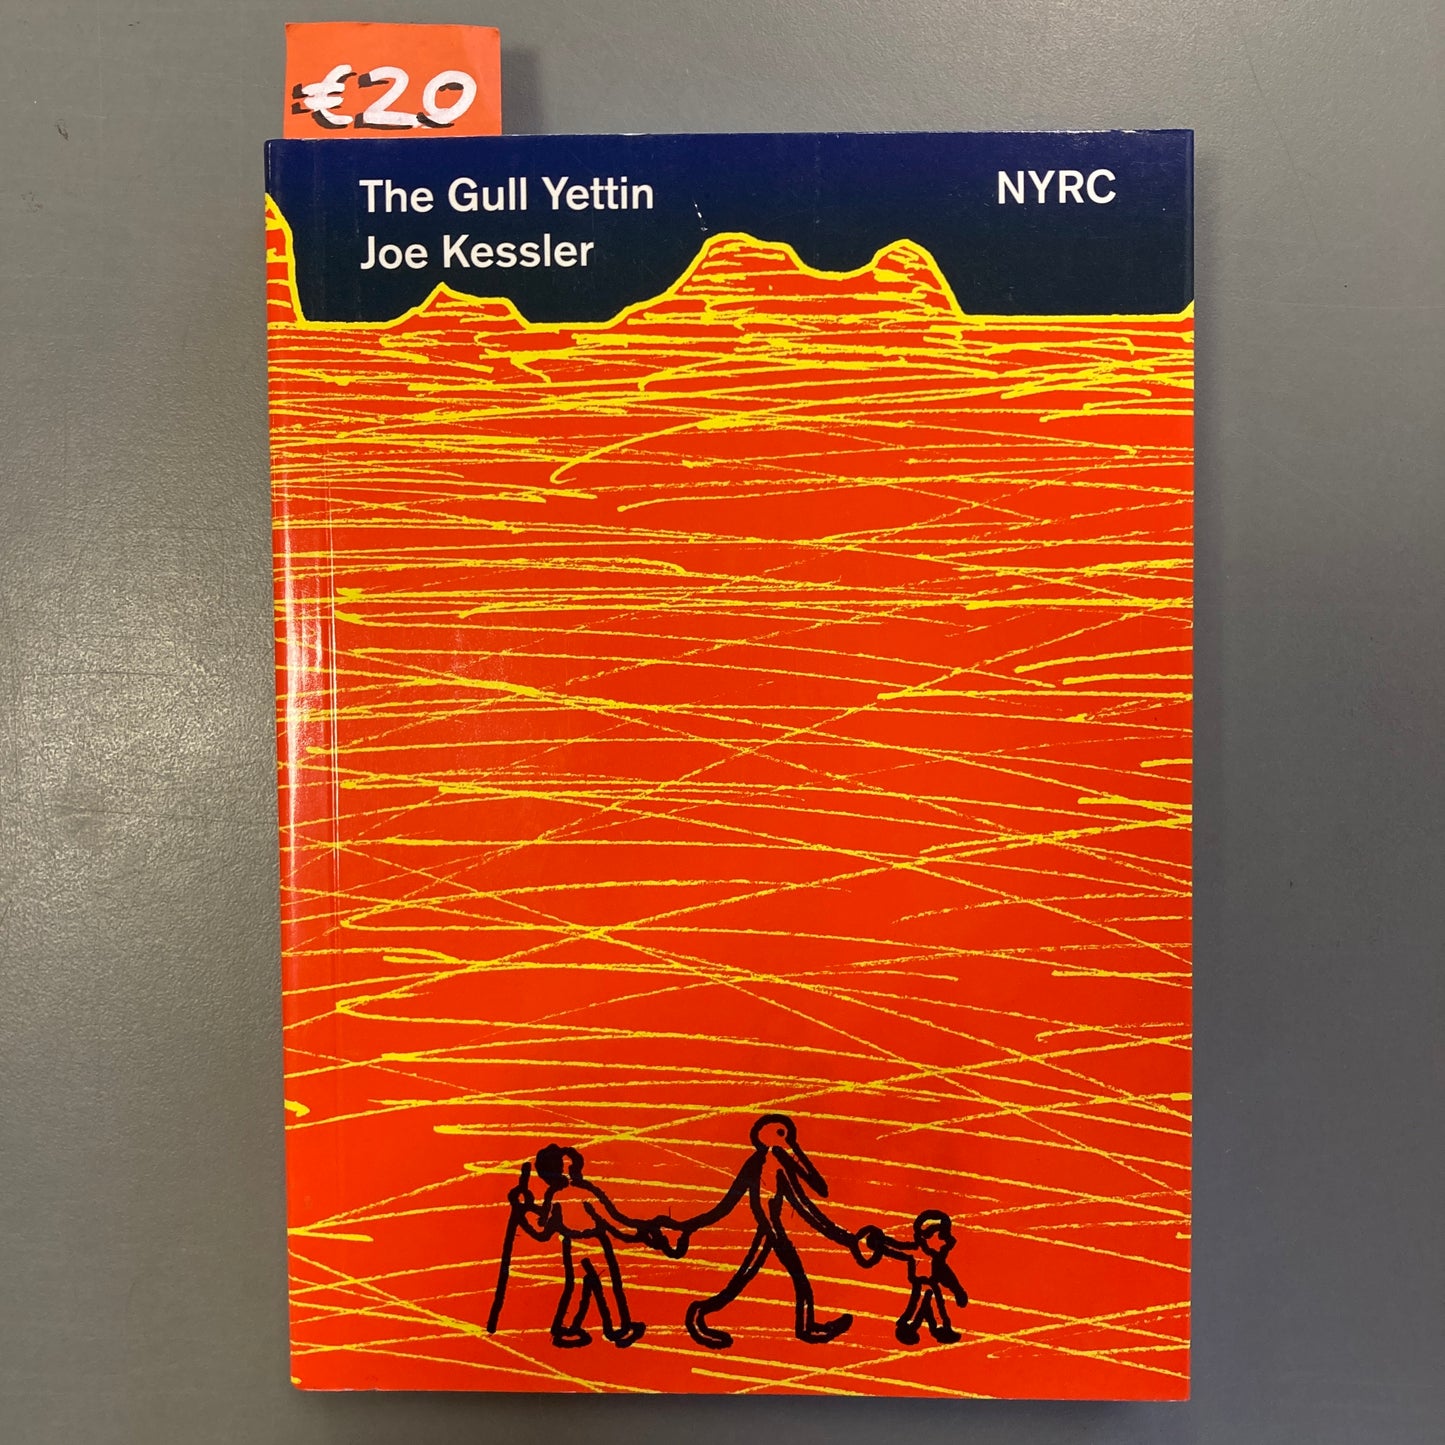 €20
The Gull Yettin
Joe Kessler
NYRC